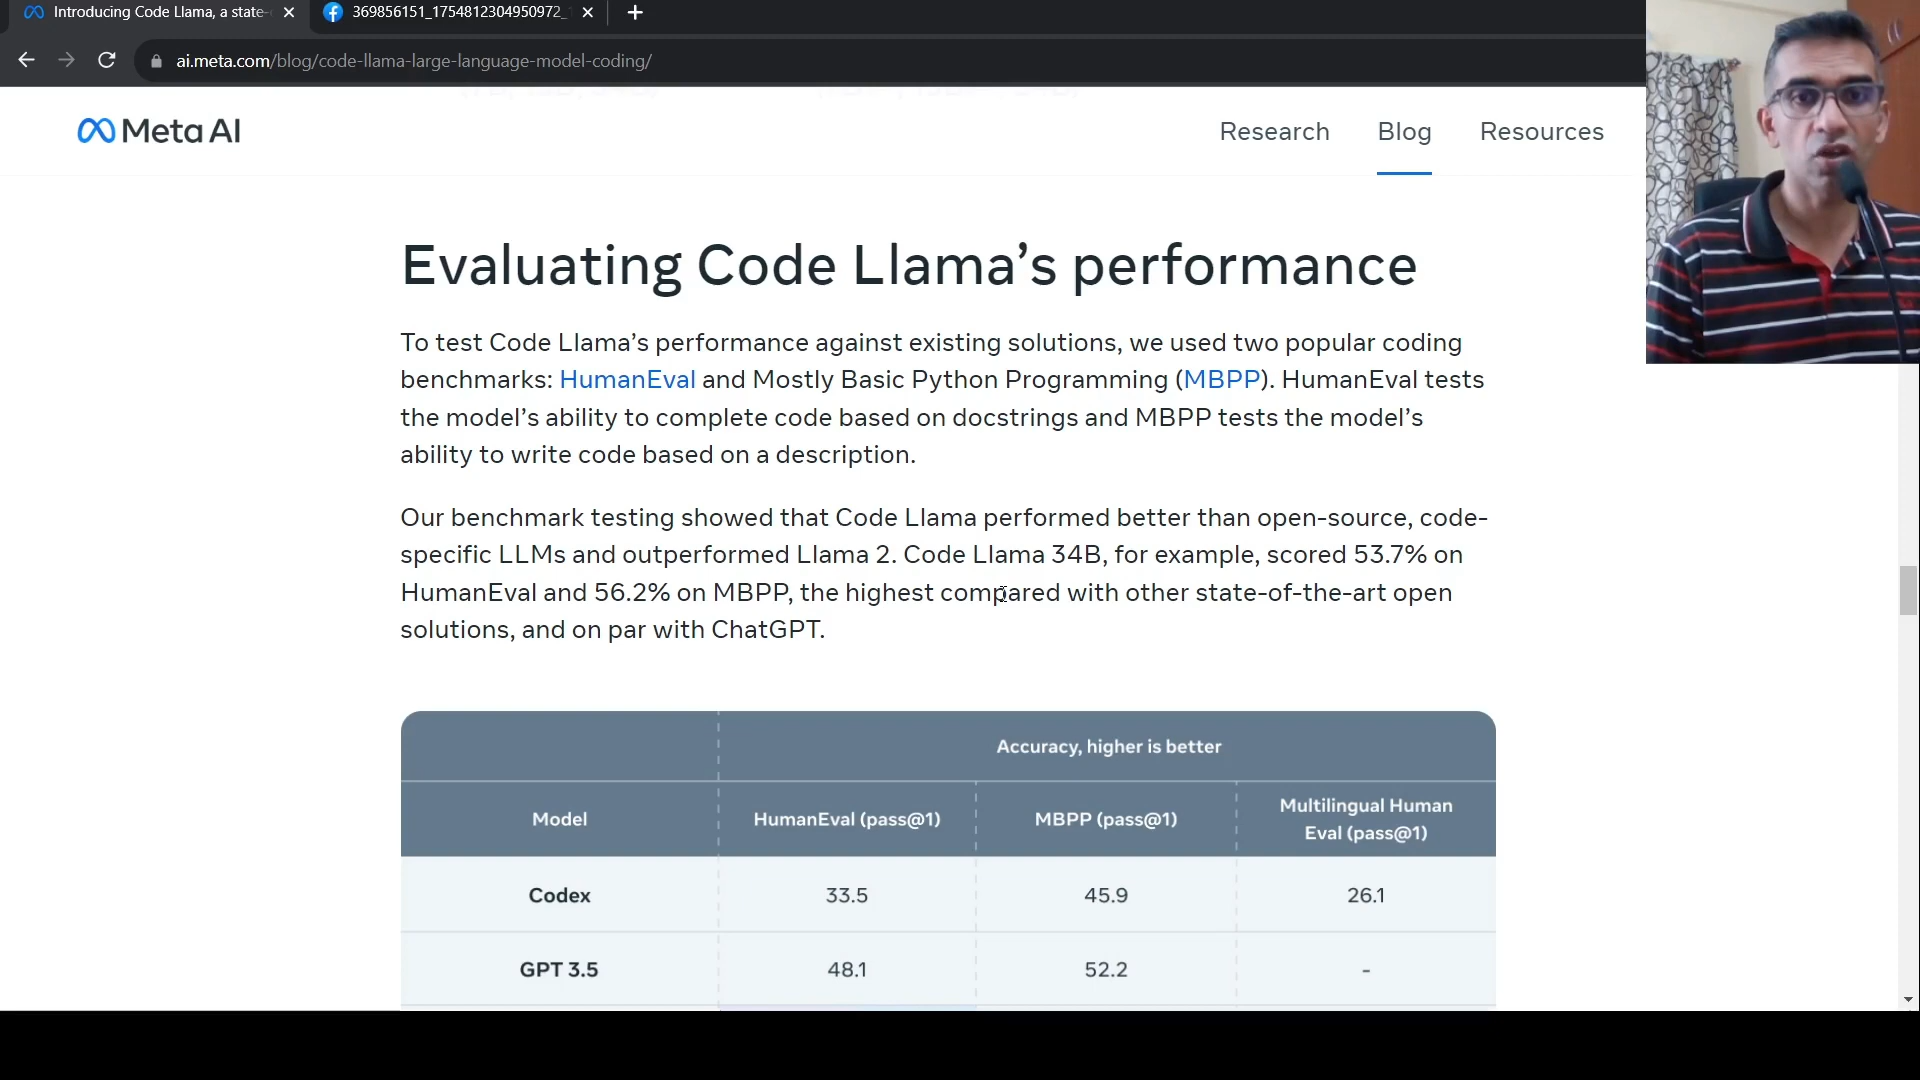 Introducing Code Llama, a state-
369856151_1754812304950972_
ai.meta.com/blog/code-llama-large-language-model-coding/
Meta AI
Research Blog Resources
Evaluating Code Llama’s performance
To test Code Llama’s performance against existing solutions, we used two popular coding
benchmarks: HumanEval and Mostly Basic Python Programming (MBPP). HumanEval tests
the model’s ability to complete code based on docstrings and MBPP tests the model’s
ability to write code based on a description.
Our benchmark testing showed that Code Llama performed better than open-source, code-
specific LLMs and outperformed Llama 2. Code Llama 34B, for example, scored 53.7% on
HumanEval and 56.2% on MBPP, the highest compared with other state-of-the-art open
solutions, and on par with ChatGPT.
Accuracy, higher is better
Model HumanEval (pass@1) MBPP (pass@1) Multilingual Human
Eval (pass@1)
Codex 33.5 45.9 26.1
GPT 3.5 48.1 52.2 -